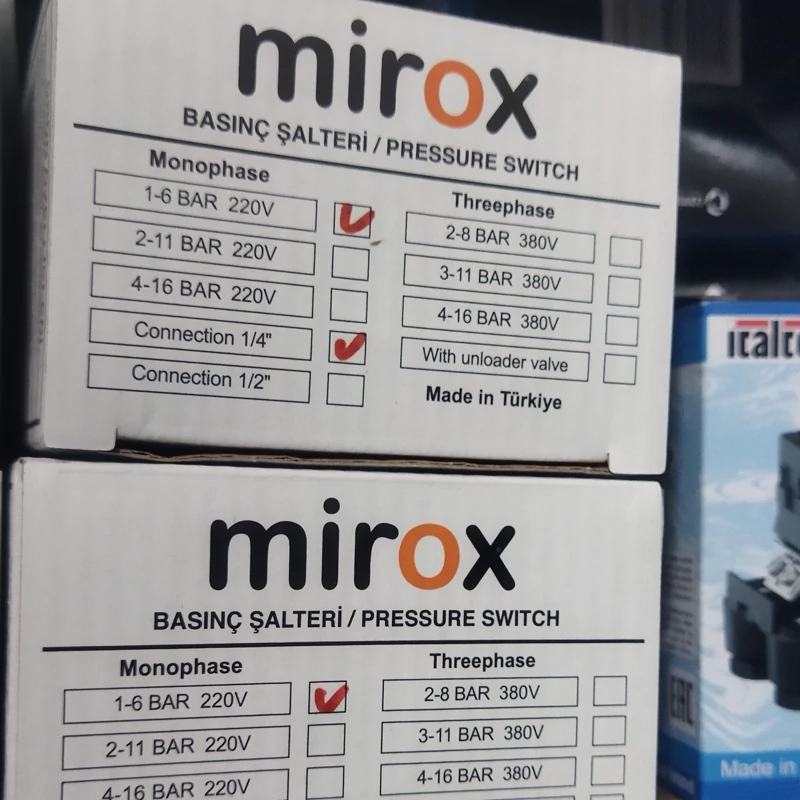 mirox
BASINÇ ŞALTERİ / PRESSURE SWITCH
Monophase
1-6 BAR 220V
2-11 BAR 220V
4-16 BAR 220V
Connection 1/4"
Connection 1/2"
Threephase
2-8 BAR 380V
3-11 BAR 380V
4-16 BAR 380V
With unloader valve
Made in Türkiye
mirox
BASINÇ ŞALTERİ / PRESSURE SWITCH
Monophase
1-6 BAR 220V
2-11 BAR 220V
4-16 BAR 220V
Threephase
2-8 BAR 380V
3-11 BAR 380V
4-16 BAR 380V
EAC
Made in